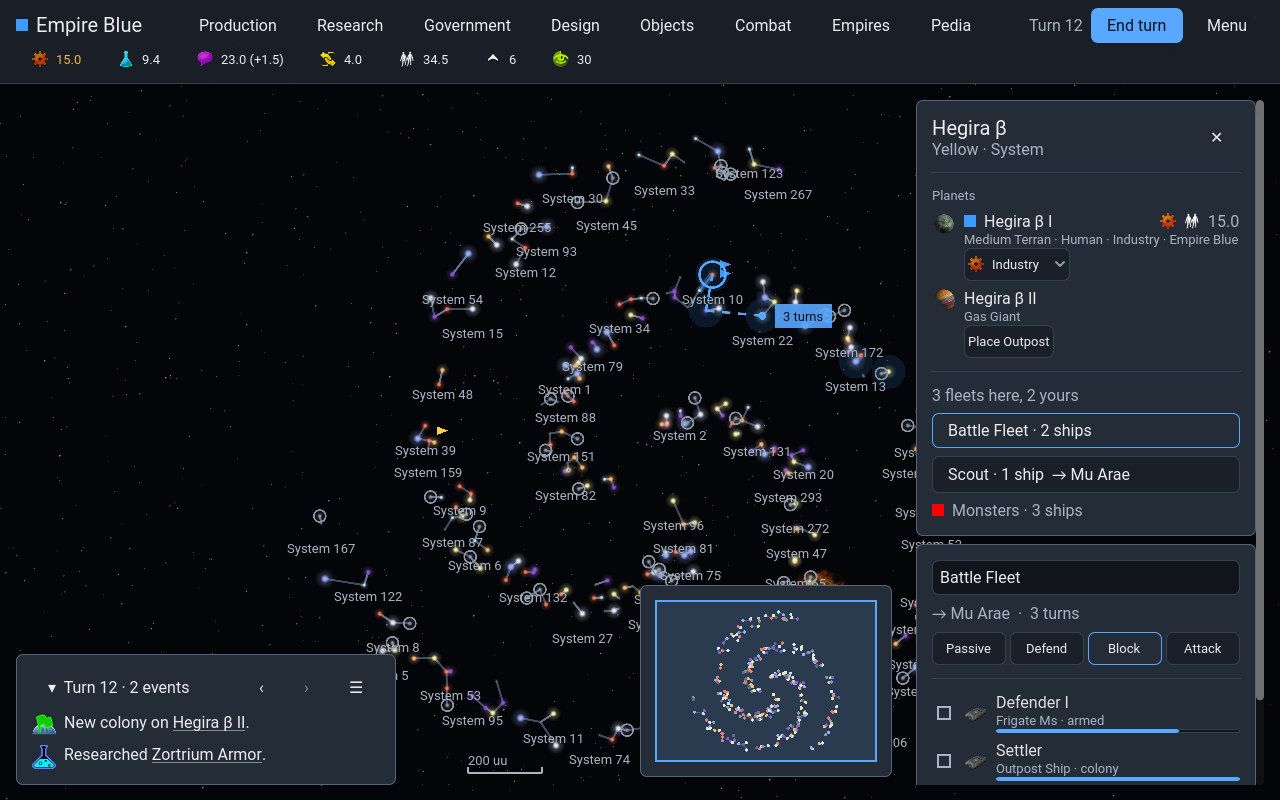 Empire Blue
Production
Research
Government
Design
Objects
Combat
Empires
Pedia
Turn 12
End turn
Menu
15.0
9.4
23.0 (+1.5)
4.0
34.5
6
30
System 123
System 33
System 267
System 30
System 45
System 255
System 93
System 12
System 54
System 10
System 15
System 34
3 turns
System 22
System 172
System 79
System 13
System 1
System 48
System 88
System 2
System 39
System 151
System 131
System 159
System 20
System 82
System 293
System 9
System 96
System 272
System 87
System 167
System 81
System 47
System 6
System 75
System 65
System 122
System 132
System 27
System 8
System 53
System 95
System 11
System 74
200 uu
Hegira β
Yellow · System
Planets
Hegira β I
15.0
Medium Terran · Human · Industry · Empire Blue
Industry
Hegira β II
Gas Giant
Place Outpost
3 fleets here, 2 yours
Battle Fleet · 2 ships
Scout · 1 ship → Mu Arae
Monsters · 3 ships
Battle Fleet
→ Mu Arae · 3 turns
Passive
Defend
Block
Attack
Defender I
Frigate Ms · armed
Settler
Outpost Ship · colony
▾ Turn 12 · 2 events
‹ › ☰
New colony on Hegira β II.
Researched Zortrium Armor.